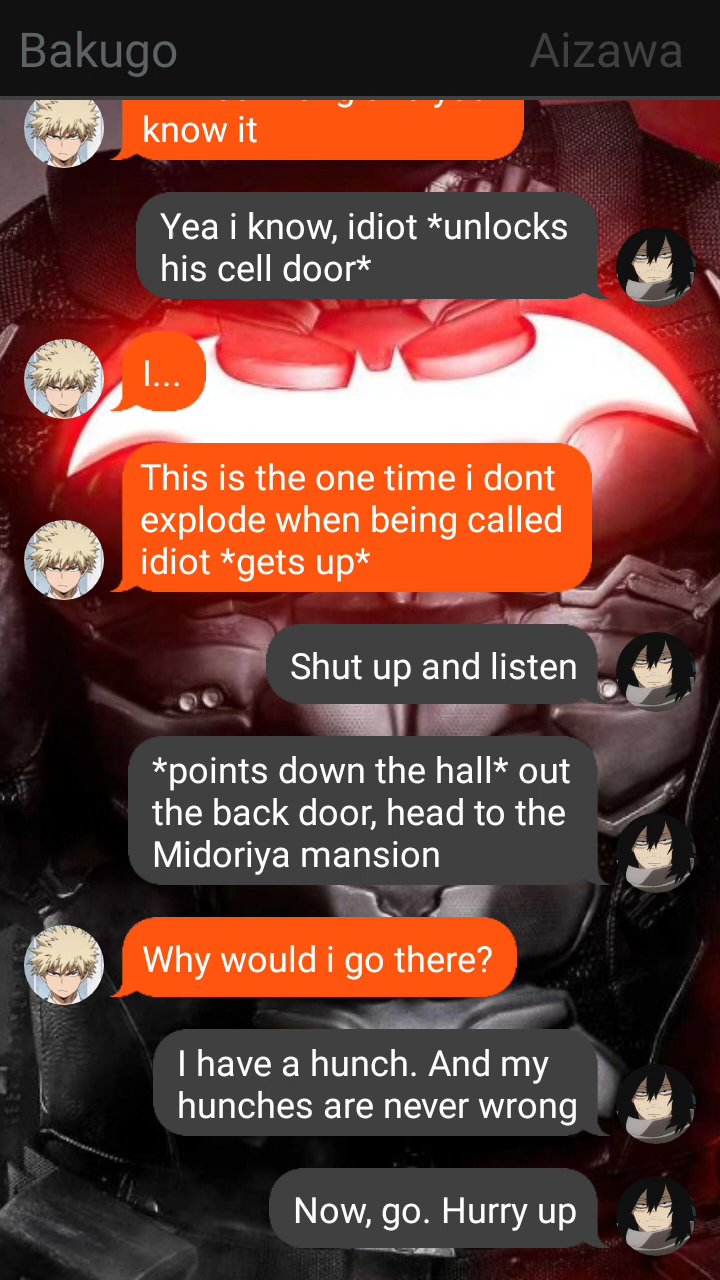 Bakugo
Aizawa
know it
Yea i know, idiot *unlocks
his cell door*
I...
This is the one time i dont
explode when being called
idiot *gets up*
Shut up and listen
*points down the hall* out
the back door, head to the
Midoriya mansion
Why would i go there?
I have a hunch. And my
hunches are never wrong
Now, go. Hurry up